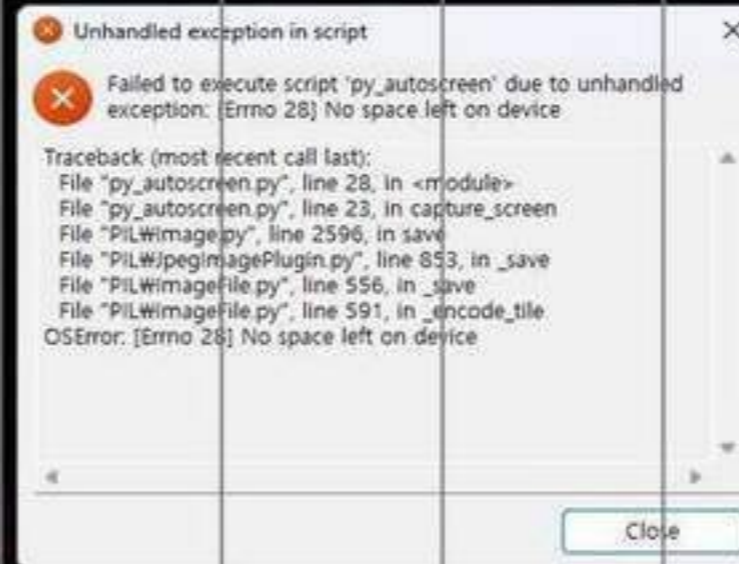 Unhandled exception in script
Failed to execute script 'py_autoscreen' due to unhandled
exception: [Errno 28] No space left on device
Traceback (most recent call last):
File "py_autoscreen.py", line 28, in <module>
File "py_autoscreen.py", line 23, in capture_screen
File "PIL₩Image.py", line 2596, in save
File "PIL₩JpegImagePlugin.py", line 853, in _save
File "PIL₩ImageFile.py", line 556, in _save
File "PIL₩ImageFile.py", line 591, in _encode_tile
OSError: [Errno 28] No space left on device
Close